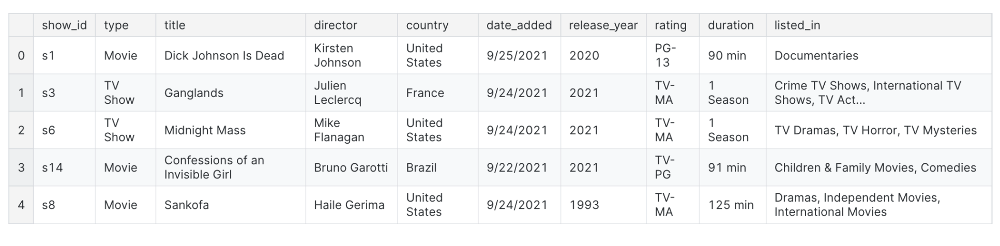 show_id type title director country date_added release_year rating duration listed_in
0 s1 Movie Dick Johnson Is Dead Kirsten Johnson United States 9/25/2021 2020 PG-13 90 min Documentaries
1 s3 TV Show Ganglands Julien Leclercq France 9/24/2021 2021 TV-MA 1 Season Crime TV Shows, International TV Shows, TV Act...
2 s6 TV Show Midnight Mass Mike Flanagan United States 9/24/2021 2021 TV-MA 1 Season TV Dramas, TV Horror, TV Mysteries
3 s14 Movie Confessions of an Invisible Girl Bruno Garotti Brazil 9/22/2021 2021 TV-PG 91 min Children & Family Movies, Comedies
4 s8 Movie Sankofa Haile Gerima United States 9/24/2021 1993 TV-MA 125 min Dramas, Independent Movies, International Movies